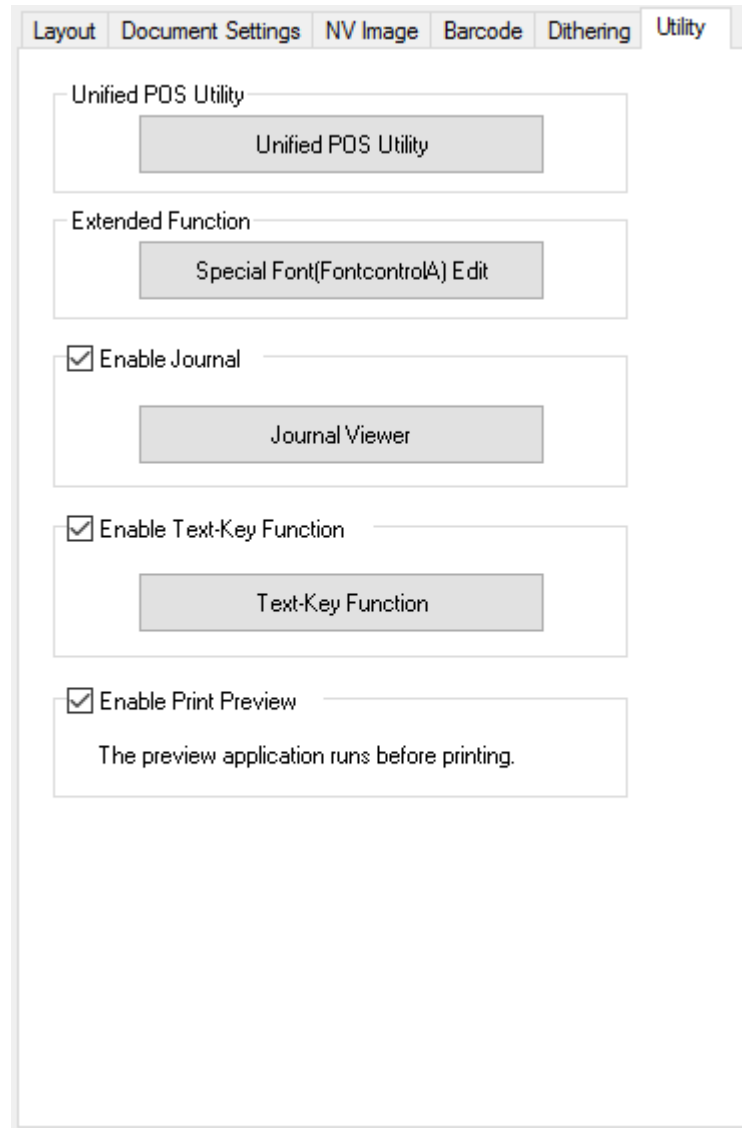 Layout Document Settings NV Image Barcode Dithering Utility
Unified POS Utility
Unified POS Utility
Extended Function
Special Font(FontcontrolA) Edit
Enable Journal
Journal Viewer
Enable Text-Key Function
Text-Key Function
Enable Print Preview
The preview application runs before printing.